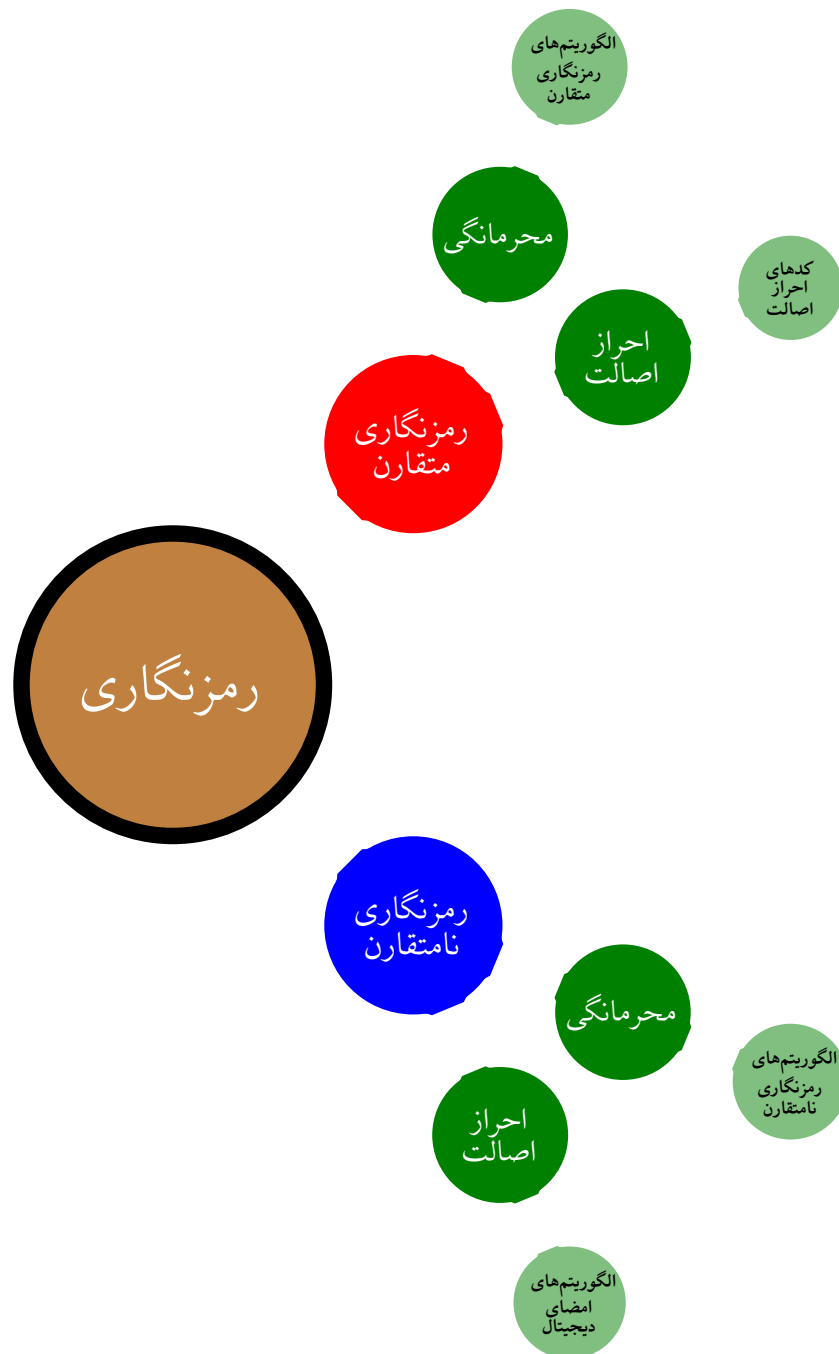 الگوریتم‌های
رمزنگاری
متقارن
محرمانگی
کدهای
احراز
اصالت
احراز
اصالت
رمزنگاری
متقارن
رمزنگاری
رمزنگاری
نامتقارن
محرمانگی
الگوریتم‌های
رمزنگاری
نامتقارن
احراز
اصالت
الگوریتم‌های
امضای
دیجیتال